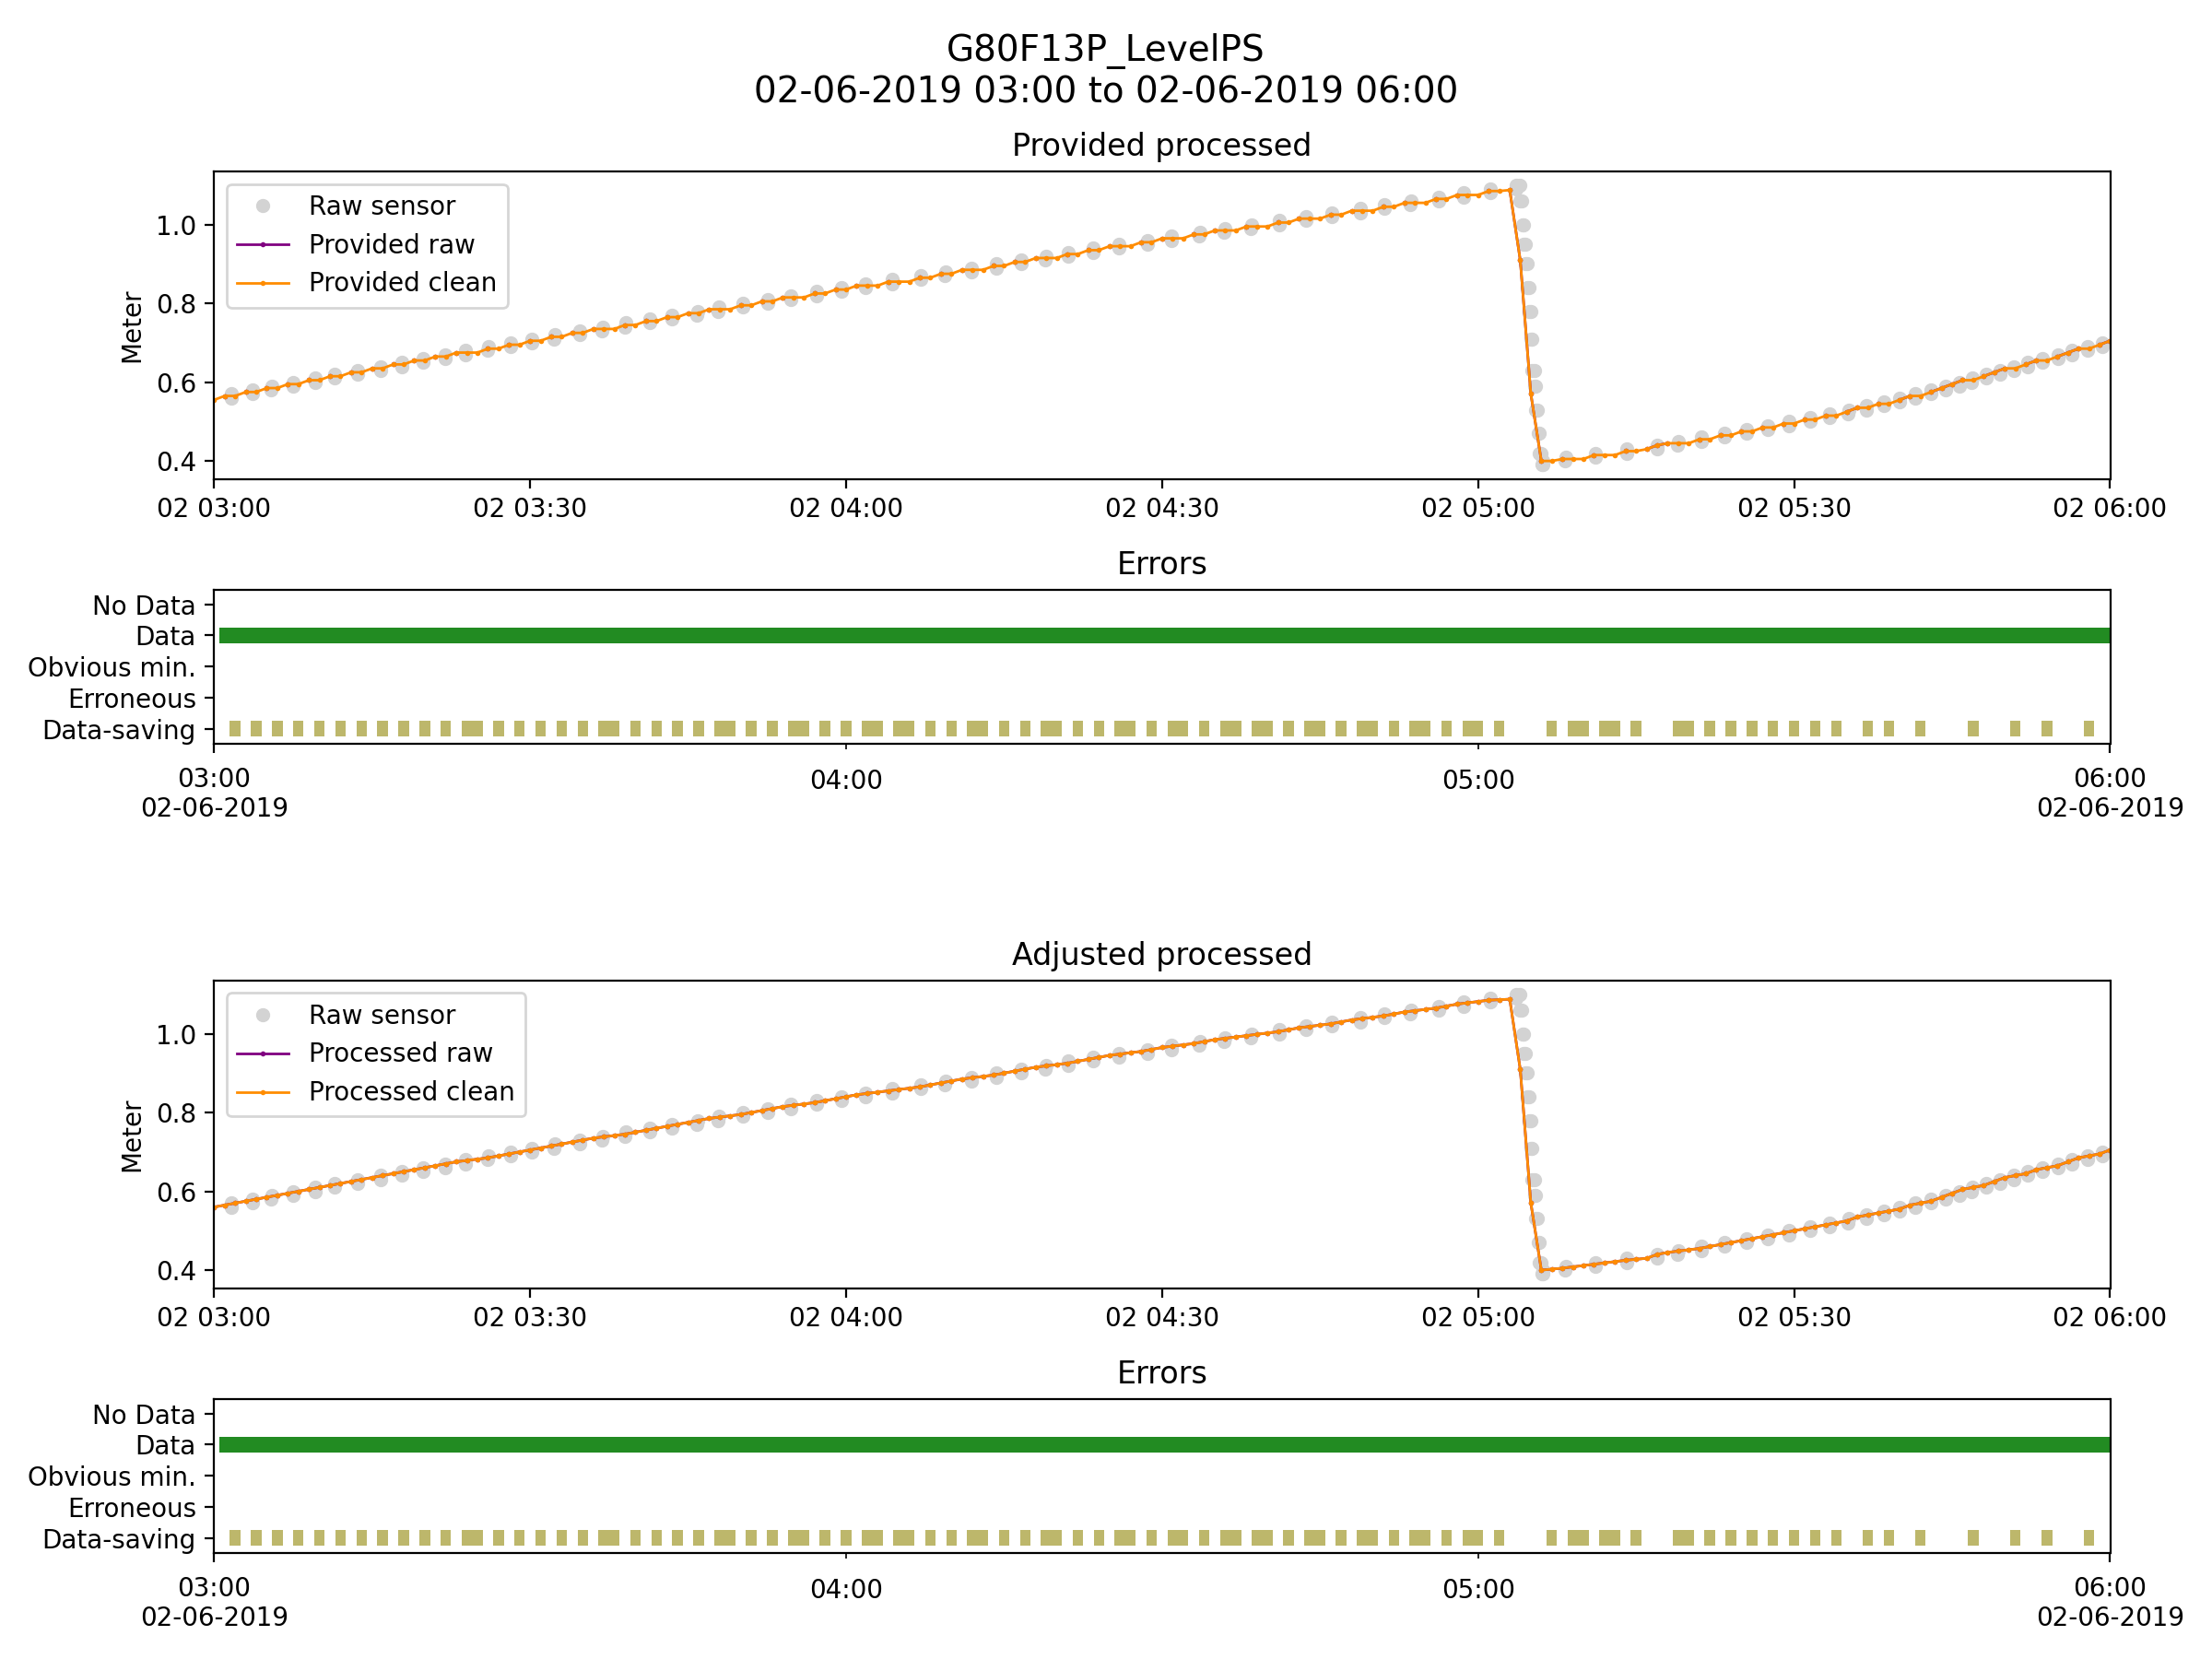 G80F13P_LevelPS
02-06-2019 03:00 to 02-06-2019 06:00
Provided processed
Raw sensor
Provided raw
Provided clean
Meter
1.0
0.8
0.6
0.4
02 03:00 02 03:30 02 04:00 02 04:30 02 05:00 02 05:30 02 06:00
Errors
No Data
Data
Obvious min.
Erroneous
Data-saving
03:00 04:00 05:00 06:00
02-06-2019 02-06-2019
Adjusted processed
Raw sensor
Processed raw
Processed clean
Meter
1.0
0.8
0.6
0.4
02 03:00 02 03:30 02 04:00 02 04:30 02 05:00 02 05:30 02 06:00
Errors
No Data
Data
Obvious min.
Erroneous
Data-saving
03:00 04:00 05:00 06:00
02-06-2019 02-06-2019